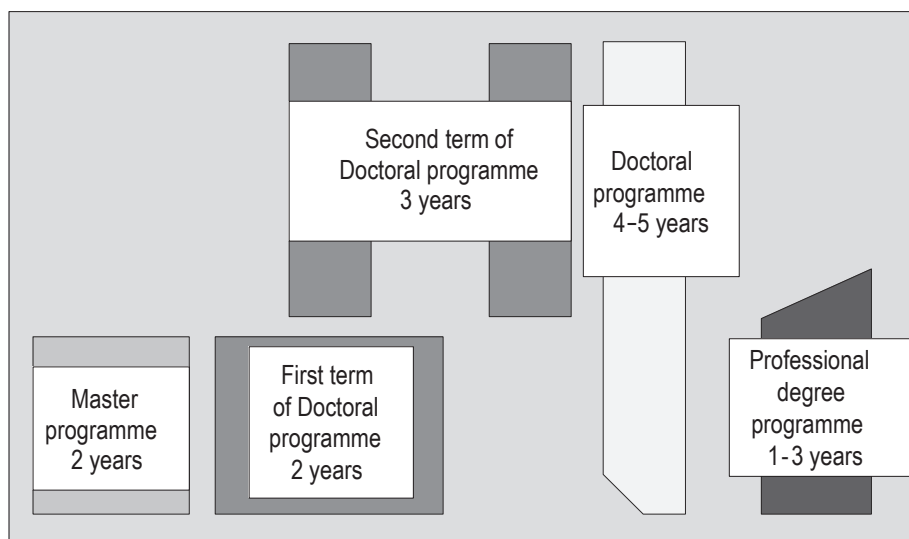 Second term of
Doctoral programme
3 years
Doctoral
programme
4–5 years
Master
programme
2 years
First term
of Doctoral
programme
2 years
Professional
degree
programme
1-3 years